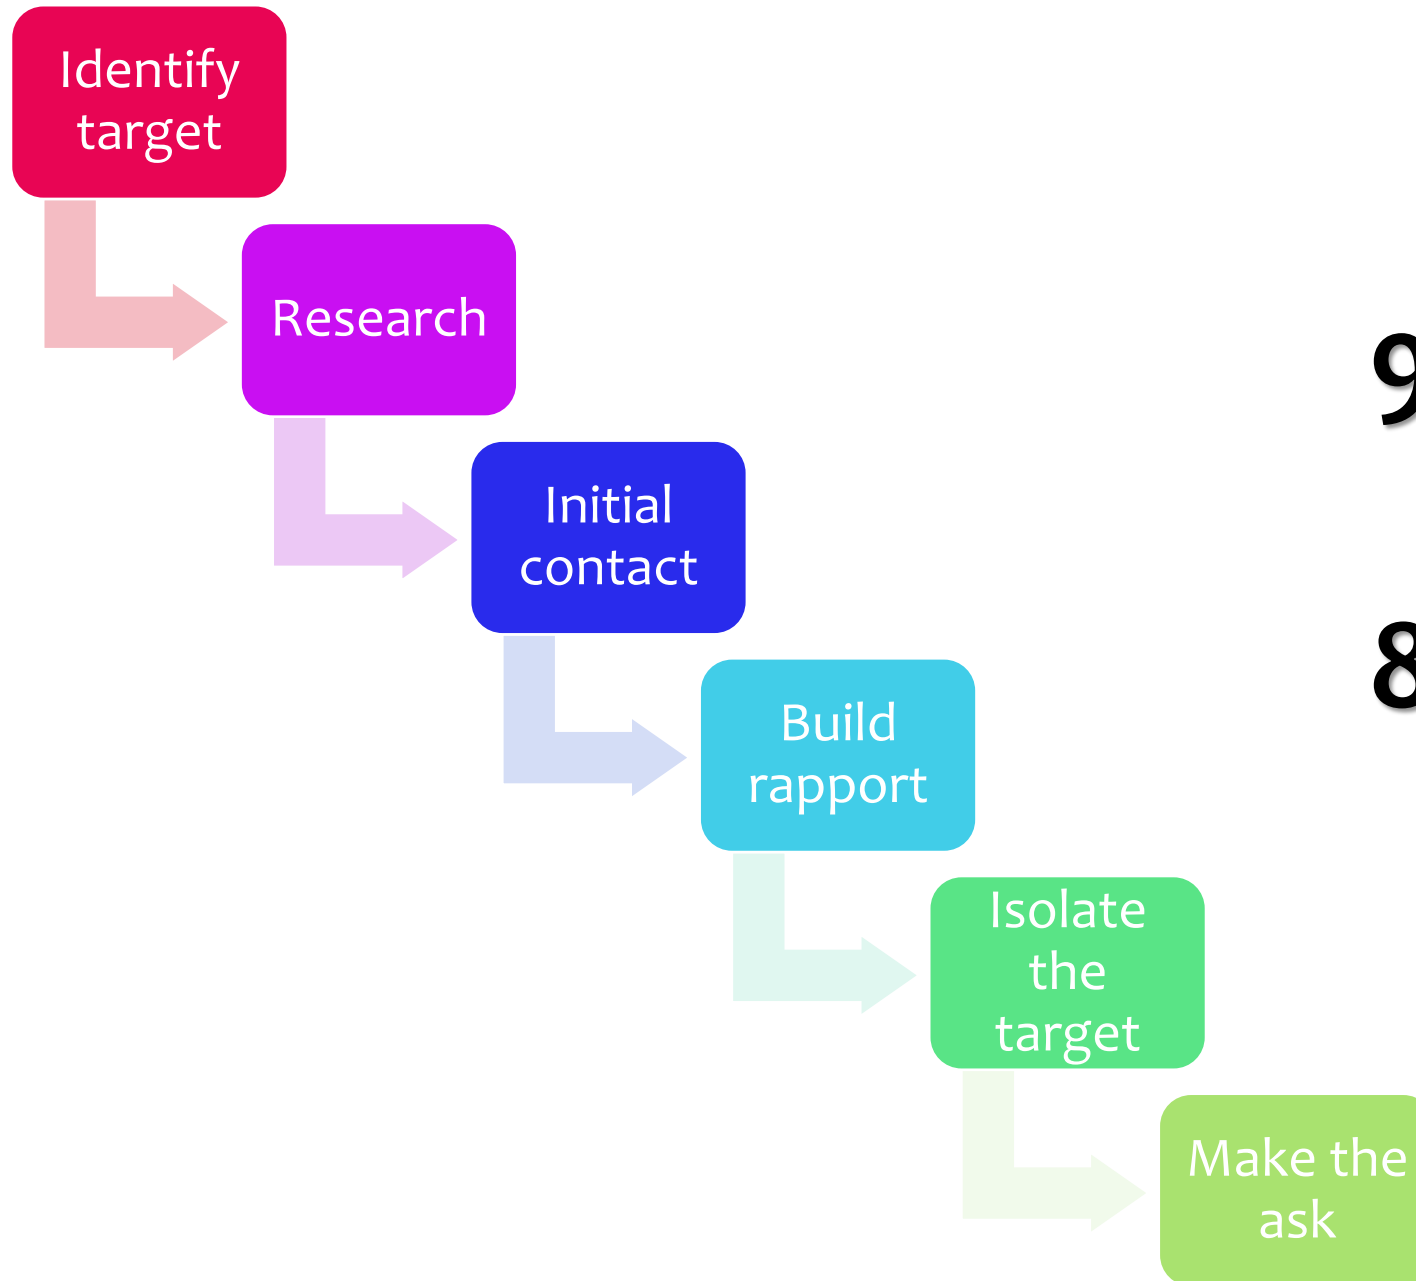 Identify
target
Research
9
Initial
contact
8
Build
rapport
Isolate
the
target
Make the
ask